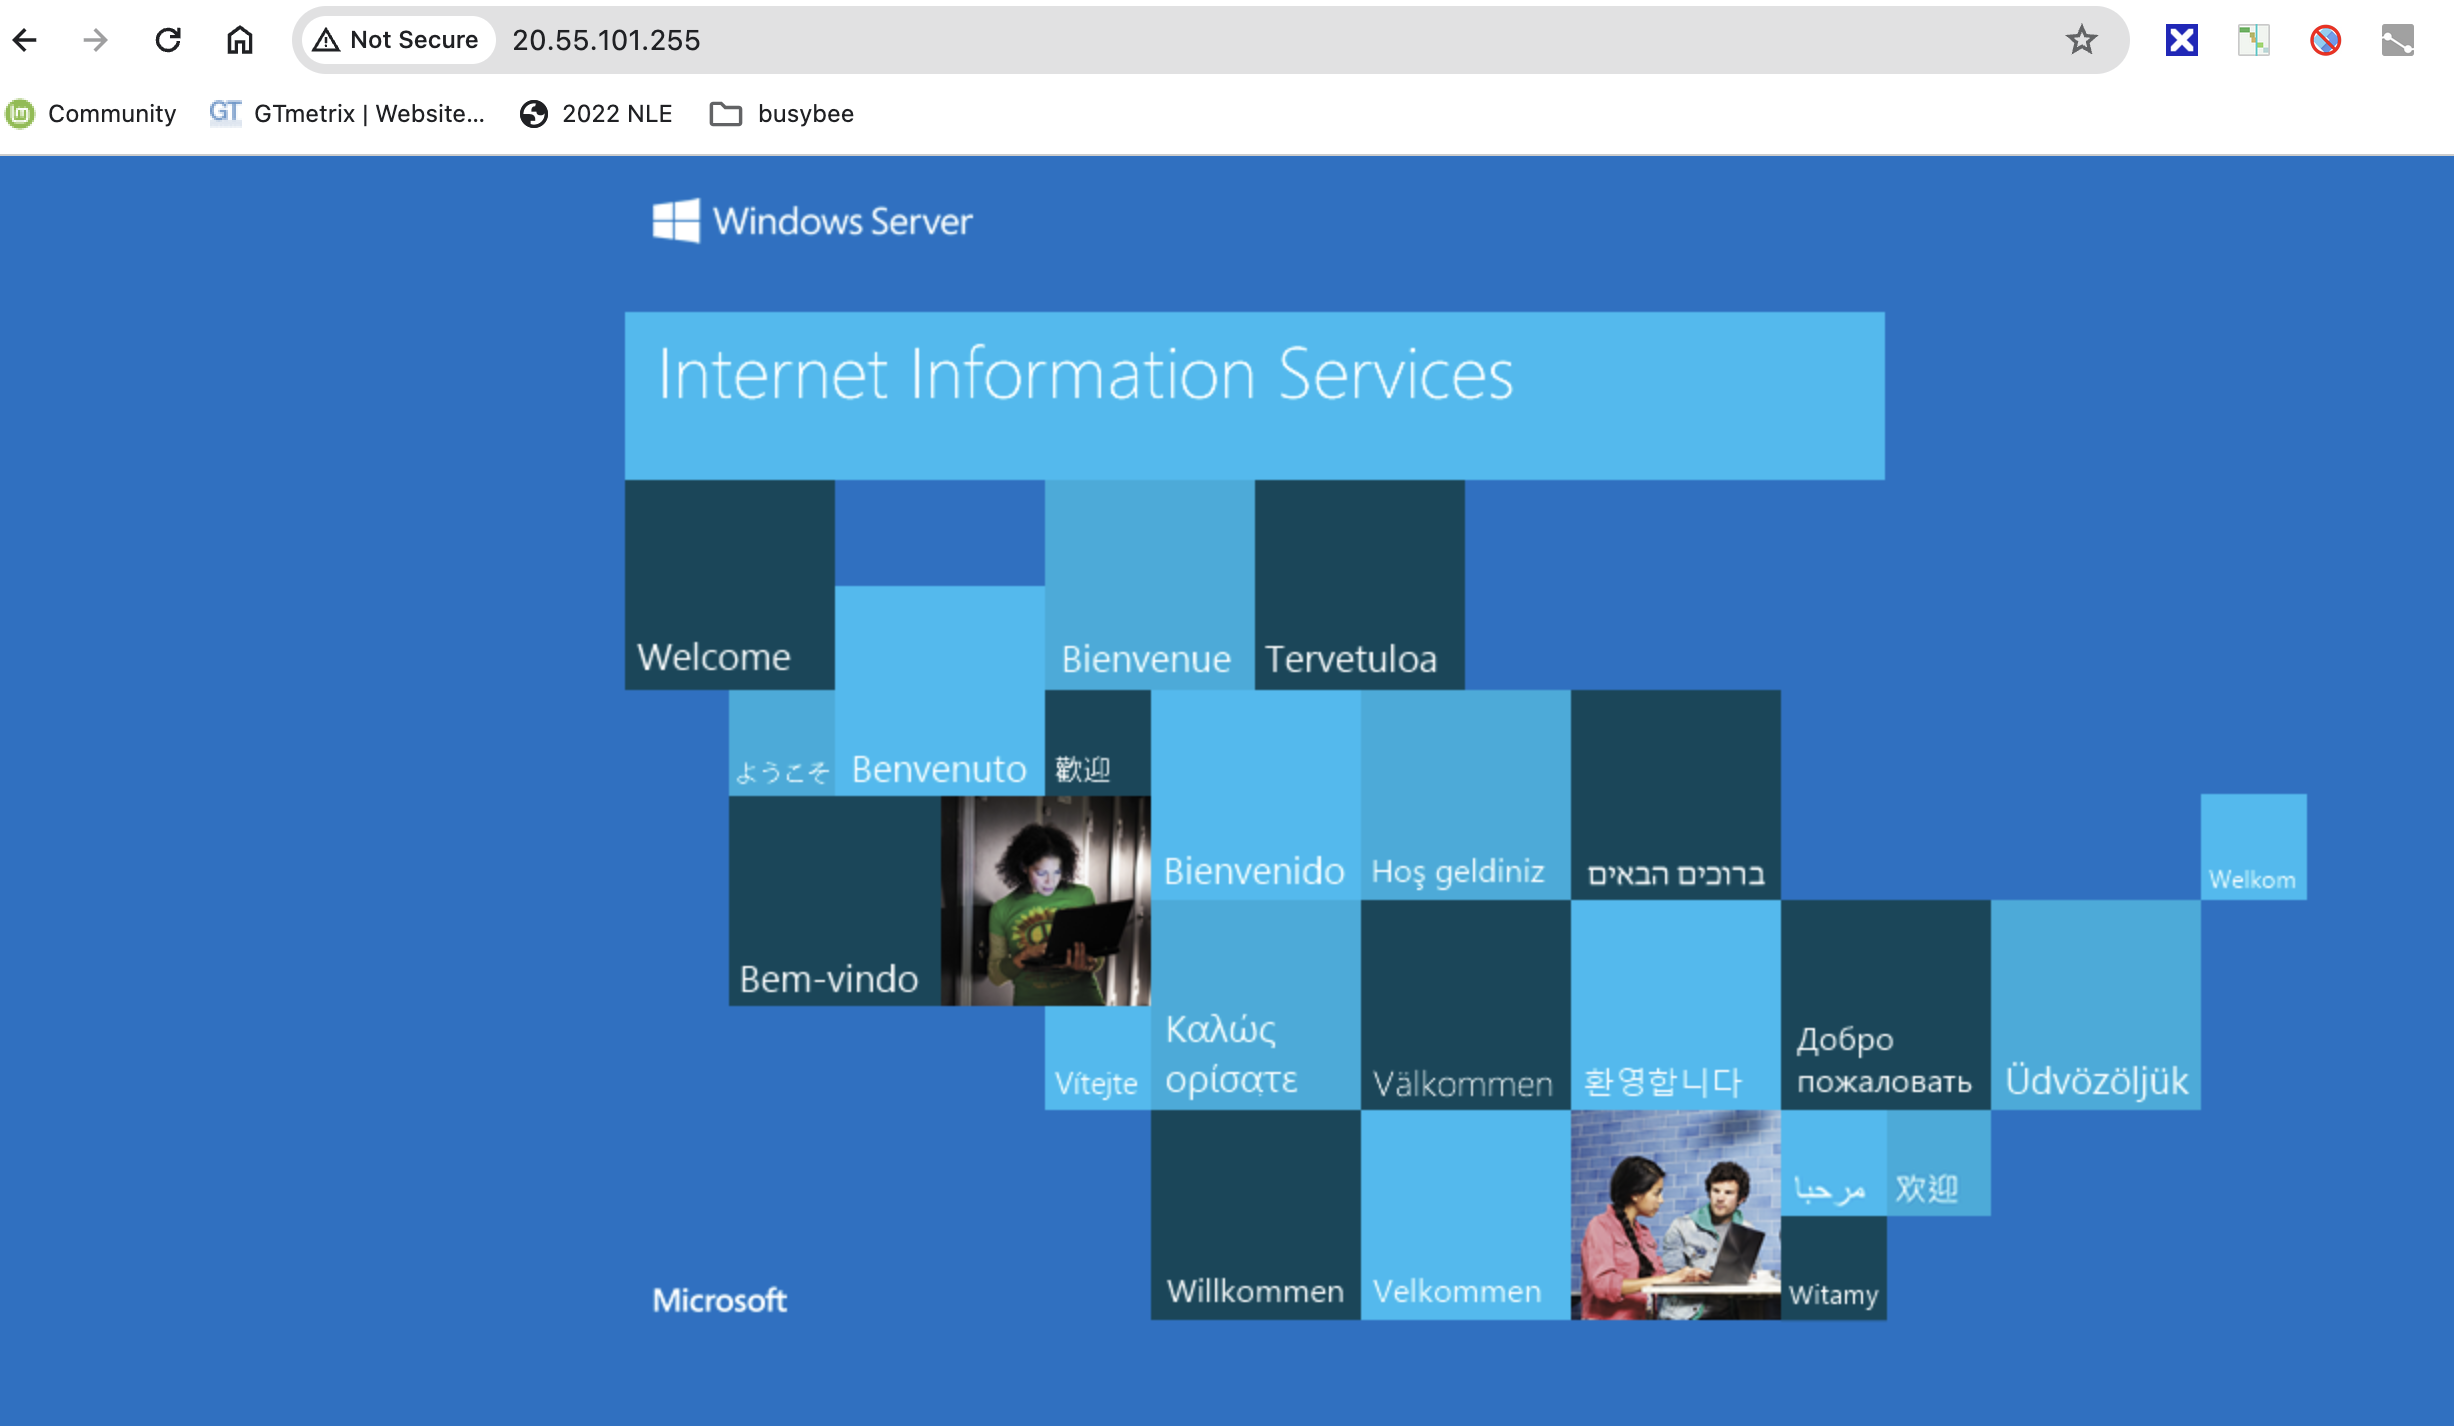 Not Secure
20.55.101.255
Community
GT
GTmetrix | Website...
2022 NLE
busybee
Windows Server
Internet Information Services
Welcome
Bienvenue
Tervetuloa
ようこそ
Benvenuto
歡迎
Bienvenido
Hoş geldiniz
ברוכים הבאים
Welkom
Bem-vindo
Vítejte
Καλώς
ορίσατε
Välkommen
환영합니다
Добро
пожаловать
Üdvözöljük
مرحبا
欢迎
Willkommen
Velkommen
Witamy
Microsoft